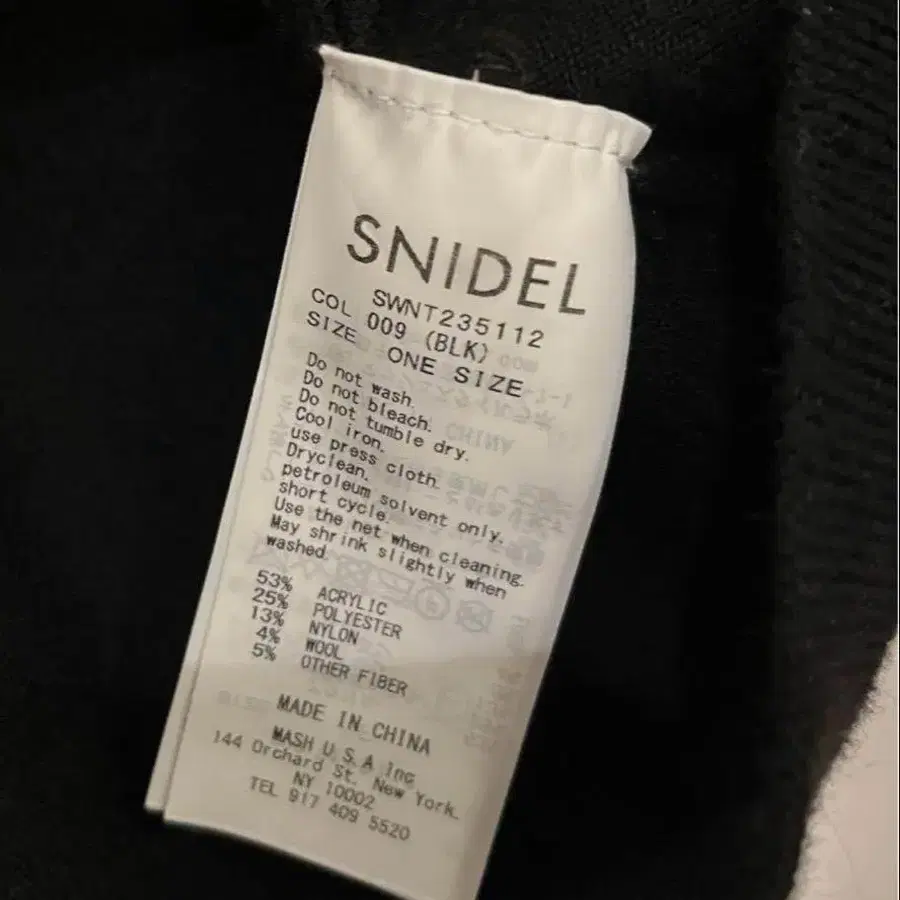 SNIDEL
SWNT235112
COL 009 (BLK)
SIZE ONE SIZE
Do not wash.
Do not bleach.
Do not tumble dry.
Cool iron.
use press cloth.
Dryclean.
petroleum solvent only.
short cycle.
Use the net when cleaning.
May shrink slightly when
washed.
53% ACRYLIC
25% POLYESTER
13% NYLON
4% WOOL
5% OTHER FIBER
MADE IN CHINA
MASH U.S.A Inc
144 Orchard St. New York.
NY 10002
TEL 917 409 5520